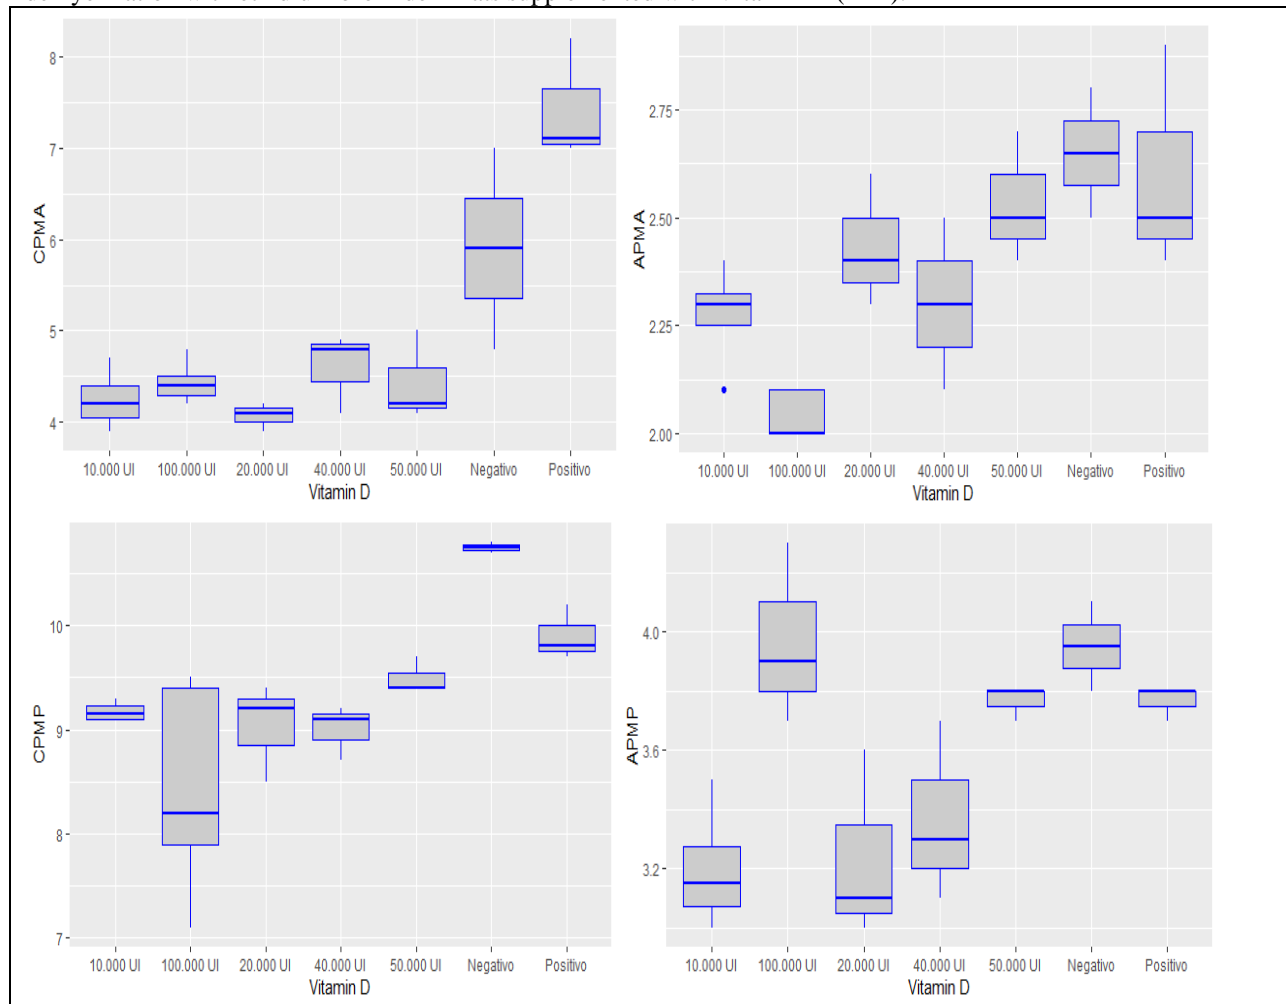 supplemented with vitamin
8
7
6
5
4
CPMA
10.000 UI 100.000 UI 20.000 UI 40.000 UI 50.000 UI Negativo Positivo
Vitamin D
2.75
2.50
2.25
2.00
APMA
10.000 UI 100.000 UI 20.000 UI 40.000 UI 50.000 UI Negativo Positivo
Vitamin D
10
9
8
7
CPMP
10.000 UI 100.000 UI 20.000 UI 40.000 UI 50.000 UI Negativo Positivo
Vitamin D
4.0
3.6
3.2
APMP
10.000 UI 100.000 UI 20.000 UI 40.000 UI 50.000 UI Negativo Positivo
Vitamin D